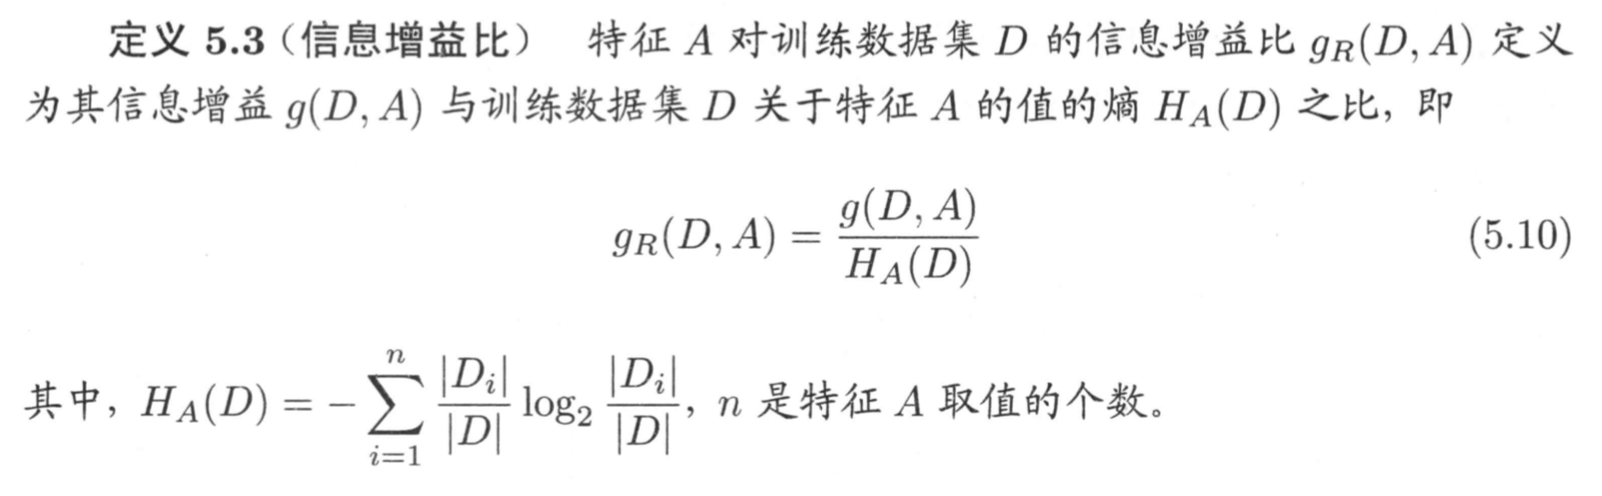 定义 5.3（信息增益比） 特征 A 对训练数据集 D 的信息增益比 g_R(D, A) 定义
为其信息增益 g(D, A) 与训练数据集 D 关于特征 A 的值的熵 H_A(D) 之比, 即
g_R(D, A) = \frac{g(D, A)}{H_A(D)} (5.10)
其中, H_A(D) = -\sum_{i=1}^{n} \frac{|D_i|}{|D|} \log_2 \frac{|D_i|}{|D|}, n 是特征 A 取值的个数。